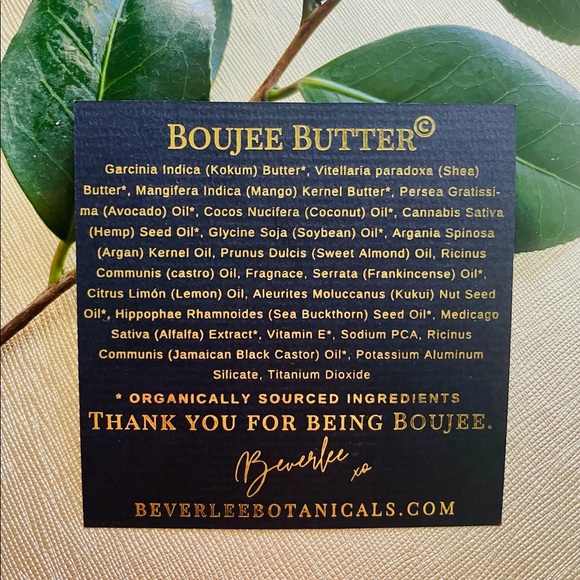 BOUJEE BUTTER©
Garcinia Indica (Kokum) Butter*, Vitellaria paradoxa (Shea)
Butter*, Mangifera Indica (Mango) Kernel Butter*, Persea Gratissi-
ma (Avocado) Oil*, Cocos Nucifera (Coconut) Oil*, Cannabis Sativa
(Hemp) Seed Oil*, Glycine Soja (Soybean) Oil*, Argania Spinosa
(Argan) Kernel Oil, Prunus Dulcis (Sweet Almond) Oil, Ricinus
Communis (castro) Oil, Fragnace, Serrata (Frankincense) Oil*,
Citrus Limón (Lemon) Oil, Aleurites Moluccanus (Kukui) Nut Seed
Oil*, Hippophae Rhamnoides (Sea Buckthorn) Seed Oil*, Medicago
Sativa (Alfalfa) Extract*, Vitamin E*, Sodium PCA, Ricinus
Communis (Jamaican Black Castor) Oil*, Potassium Aluminum
Silicate, Titanium Dioxide
* ORGANICALLY SOURCED INGREDIENTS
THANK YOU FOR BEING BOUJEE.
Beverlee
xo
BEVERLEEBOTANICALS.COM